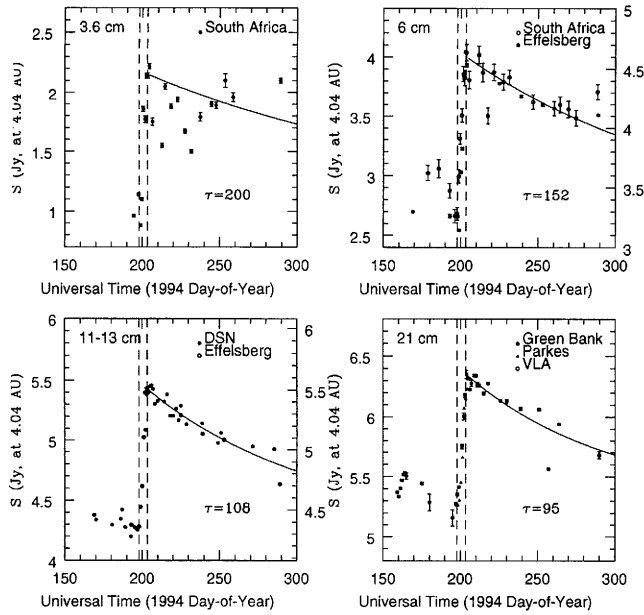 3.6 cm
South Africa
2.5
2
1.5
1
S (Jy, at 4.04 AU)
τ=200
150
200
250
300
Universal Time (1994 Day-of-Year)
6 cm
South Africa
Effelsberg
4
3.5
3
2.5
4.5
4
3.5
3
S (Jy, at 4.04 AU)
τ=152
150
200
250
300
Universal Time (1994 Day-of-Year)
11-13 cm
DSN
Effelsberg
6
5.5
5
4.5
4
6
5.5
5
4.5
4
S (Jy, at 4.04 AU)
τ=108
150
200
250
300
Universal Time (1994 Day-of-Year)
21 cm
Green Bank
Parkes
VLA
6.5
6
5.5
5
S (Jy, at 4.04 AU)
τ=95
150
200
250
300
Universal Time (1994 Day-of-Year)